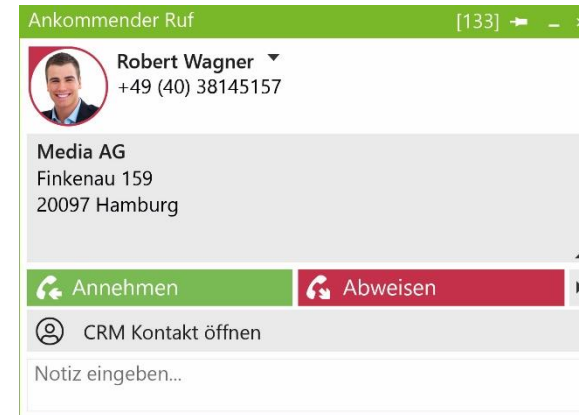 Ankommender Ruf [133]
Robert Wagner
+49 (40) 38145157
Media AG
Finkenau 159
20097 Hamburg
Annehmen Abweisen
CRM Kontakt öffnen
Notiz eingeben...